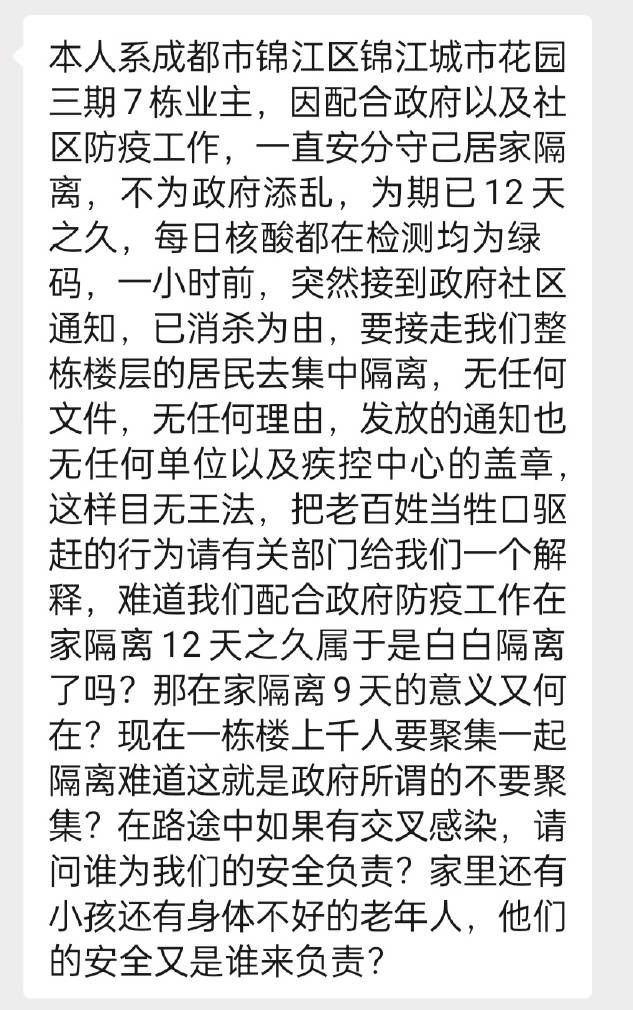 本人系成都市锦江区锦江城市花园
三期7栋业主，因配合政府以及社
区防疫工作，一直安分守己居家隔
离，不为政府添乱，为期已12天
之久，每日核酸都在检测均为绿
码，一小时前，突然接到政府社区
通知，已消杀为由，要接走我们整
栋楼层的居民去集中隔离，无任何
文件，无任何理由，发放的通知也
无任何单位以及疾控中心的盖章，
这样目无王法，把老百姓当牲口驱
赶的行为请有关部门给我们一个解
释，难道我们配合政府防疫工作在
家隔离12天之久属于是白白隔离
了吗？那在家隔离9天的意义又何
在？现在一栋楼上千人要聚集一起
隔离难道这就是政府所谓的不要聚
集？在路途中如果有交叉感染，请
问谁为我们的安全负责？家里还有
小孩还有身体不好的老年人，他们
的安全又是谁来负责？